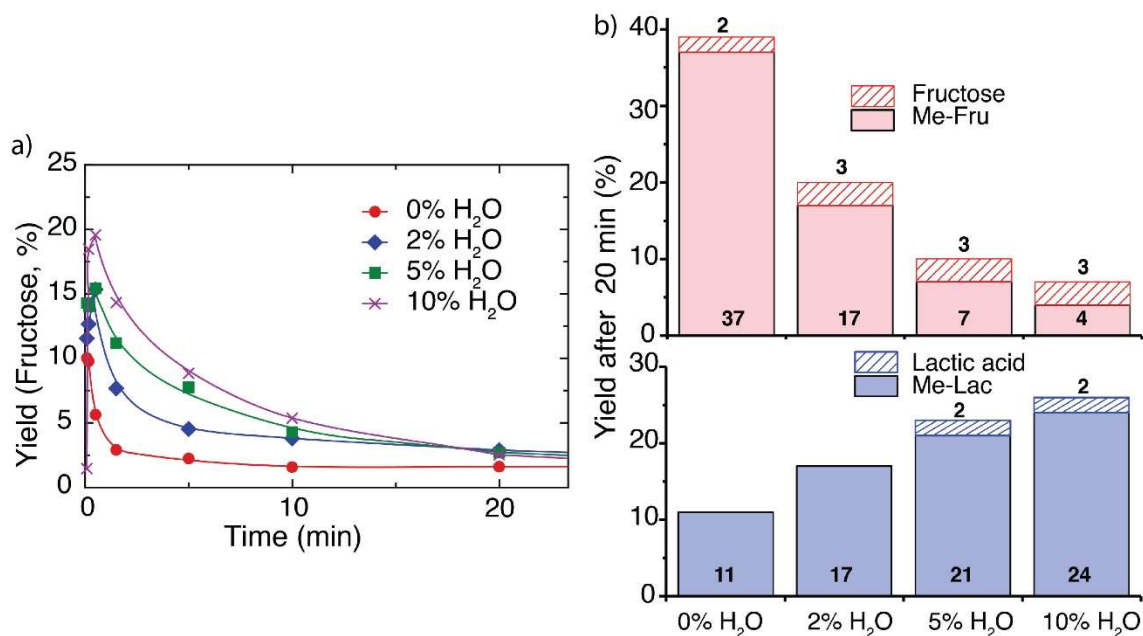 a)
Yield (Fructose, %)
25
20
15
10
5
0
0% H₂O
2% H₂O
5% H₂O
10% H₂O
0
10
20
Time (min)
b)
Yield after 20 min (%)
40
30
20
10
0
2
3
3
3
Fructose
Me-Fru
37
17
7
4
30
20
10
0
Lactic acid
Me-Lac
2
2
11
17
21
24
0% H₂O
2% H₂O
5% H₂O
10% H₂O